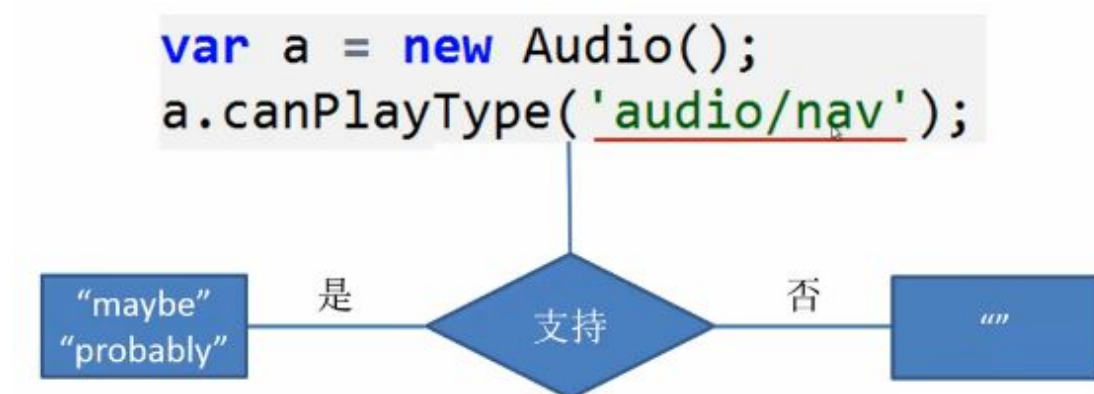 var a = new Audio();
a.canPlayType('audio/nav');
是
否
“maybe”
“probably”
支持
“”